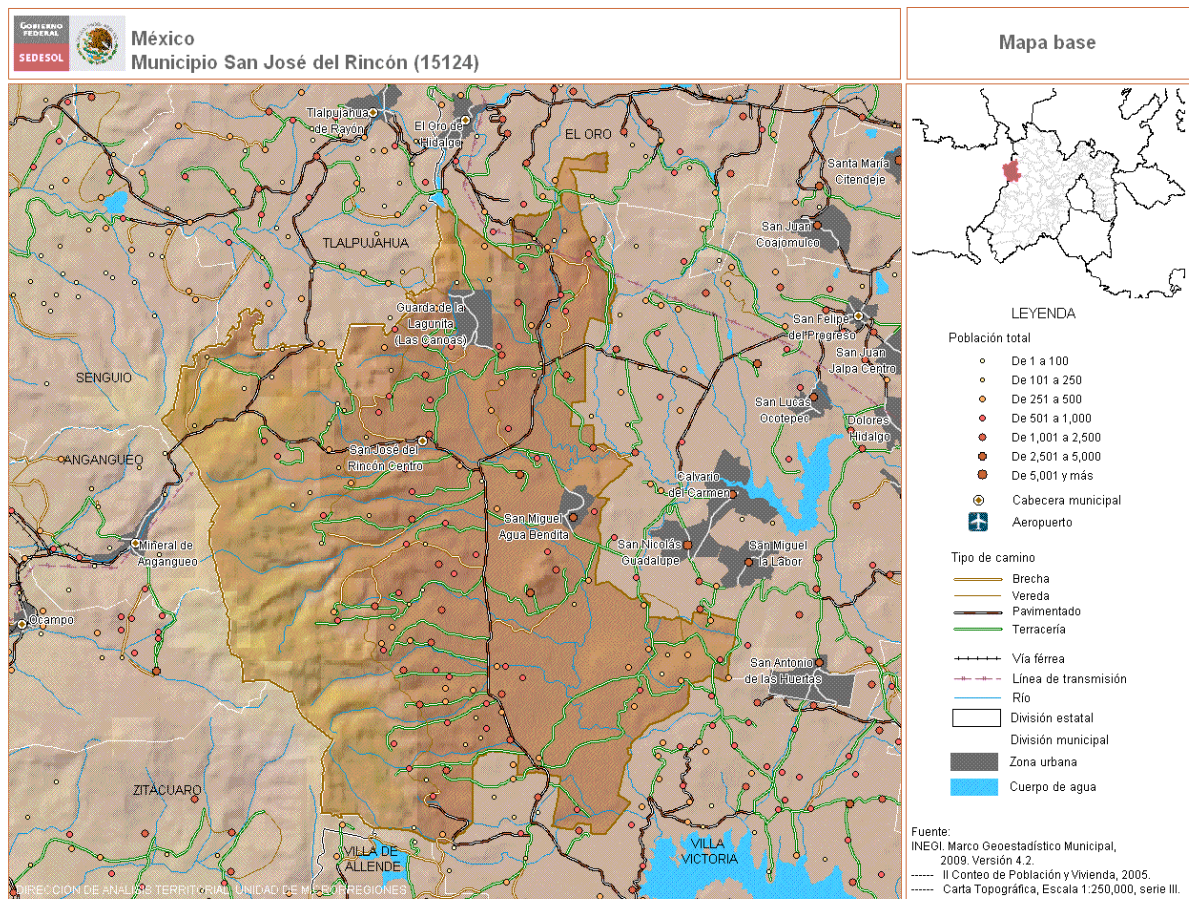 GOBIERNO
FEDERAL
SEDESOL
México
Municipio San José del Rincón (15124)
Mapa base
Tlalpujahua
de Rayón
El Oro de
Hidalgo
EL ORO
Santa María
Citendeje
San Juan
Coajomulco
TLALPUJAHUA
Guarda de la
Lagunita
(Las Canoas)
San Felipe
del Progreso
San Juan
Jalpa Centro
SENGUIO
San Lucas
Ocotepec
Dolores
Hidalgo
San José del
Rincón Centro
ANGANGUEO
Calvario
del Carmen
San Miguel
Agua Bendita
Mineral de
Angangueo
San Nicolás
Guadalupe
San Miguel
la Labor
Ocampo
San Antonio
de las Huertas
ZITÁCUARO
VILLA DE
ALLENDE
VILLA
VICTORIA
DIRECCIÓN DE ANÁLISIS TERRITORIAL, UNIDAD DE MICRORREGIONES
LEYENDA
Población total
De 1 a 100
De 101 a 250
De 251 a 500
De 501 a 1,000
De 1,001 a 2,500
De 2,501 a 5,000
De 5,001 y más
Cabecera municipal
Aeropuerto
Tipo de camino
Brecha
Vereda
Pavimentado
Terracería
Vía férrea
Línea de transmisión
Río
División estatal
División municipal
Zona urbana
Cuerpo de agua
Fuente:
INEGI. Marco Geoestadístico Municipal,
2009. Versión 4.2.
------ II Conteo de Población y Vivienda, 2005.
------ Carta Topográfica, Escala 1:250,000, serie III.